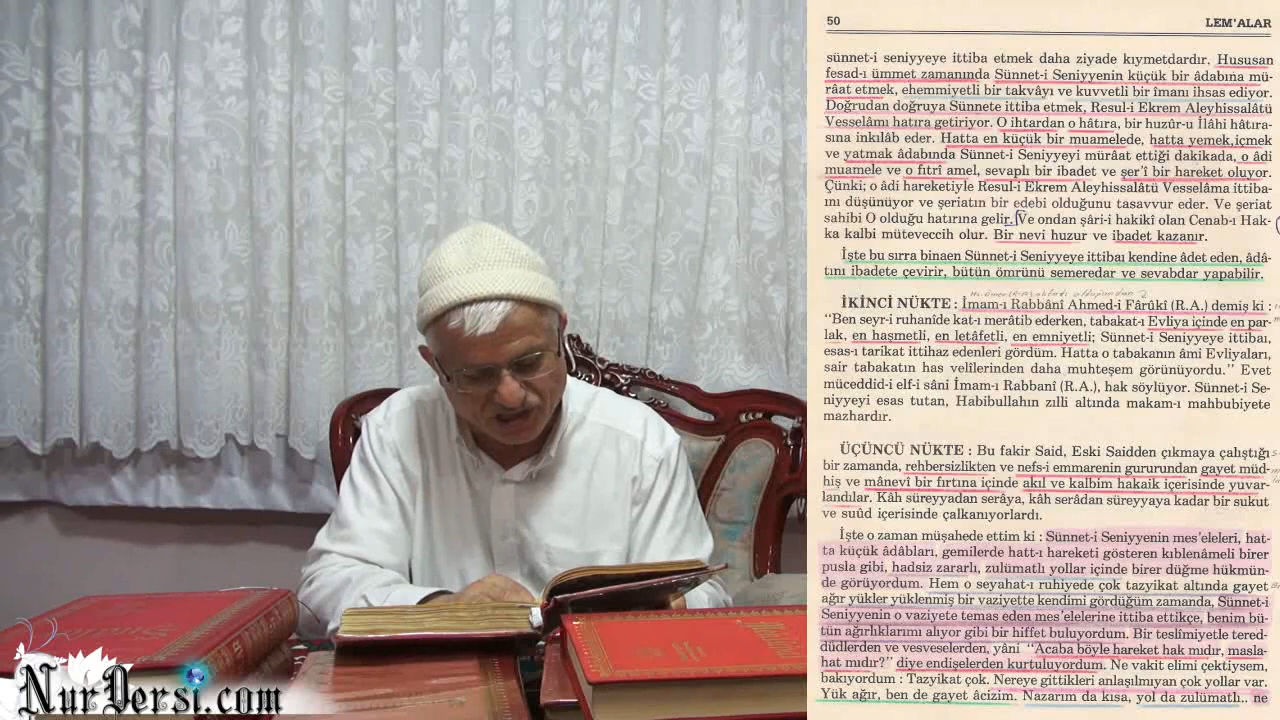 50 LEM'ALAR
sünnet-i seniyyeye ittiba etmek daha ziyade kıymetdardır. Hususan
fesad-ı ümmet zamanında Sünnet-i Seniyyenin küçük bir âdabına mü-
râat etmek, ehemmiyetli bir takvâyı ve kuvvetli bir îmanı ihsas ediyor.
Doğrudan doğruya Sünnete ittiba etmek, Resul-i Ekrem Aleyhissalâtü
Vesselâmı hatıra getiriyor. O ihtardan o hâtıra, bir huzûr-u İlâhi hâtıra-
sına inkılâb eder. Hatta en küçük bir muamelede, hatta yemek,içmek
ve yatmak âdabında Sünnet-i Seniyyeyi mürâat ettiği dakikada, o âdi
muamele ve o fıtrî amel, sevaplı bir ibadet ve şer'î bir hareket oluyor.
Çünki; o âdi hareketiyle Resul-i Ekrem Aleyhissalâtü Vesselâma ittiba-
ını düşünüyor ve şeriatın bir edebi olduğunu tasavvur eder. Ve şeriat
sahibi O olduğu hatırına gelir. Ve ondan şâri-i hakikî olan Cenab-ı Hak-
ka kalbi müteveccih olur. Bir nevi huzur ve ibadet kazanır.
İşte bu sırra binaen Sünnet-i Seniyyeye ittibaı kendine âdet eden, âdâ-
tını ibadete çevirir, bütün ömrünü semeredar ve sevabdar yapabilir.
İKİNCİ NÜKTE : İmam-ı Rabbânî Ahmed-i Fârûkî (R.A.) demiş ki :
"Ben seyr-i ruhanîde kat-ı merâtib ederken, tabakat-ı Evliya içinde en par-
lak, en haşmetli, en letâfetli, en emniyetli; Sünnet-i Seniyyeye ittibaı,
esas-ı tarikat ittihaz edenleri gördüm. Hatta o tabakanın âmi Evliyaları,
sair tabakatın has velîlerinden daha muhteşem görünüyordu." Evet
müceddid-i elf-i sâni İmam-ı Rabbanî (R.A.), hak söylüyor. Sünnet-i Se-
niyyeyi esas tutan, Habibullahın zılli altında makam-ı mahbubiyete
mazhardır.
ÜÇÜNCÜ NÜKTE : Bu fakir Said, Eski Saidden çıkmaya çalıştığı
bir zamanda, rehbersizlikten ve nefs-i emmarenin gururundan gayet müd-
hiş ve mânevî bir fırtına içinde akıl ve kalbim hakaik içerisinde yuvar-
landılar. Kâh süreyyadan serâya, kâh serâdan süreyyaya kadar bir sukut
ve suûd içerisinde çalkanıyorlardı.
İşte o zaman müşahede ettim ki : Sünnet-i Seniyyenin mes'eleleri, hat-
ta küçük âdâbları, gemilerde hatt-ı hareketi gösteren kıblenâmeli birer
pusla gibi, hadsiz zararlı, zulümatlı yollar içinde birer düğme hükmün-
de görüyordum. Hem o seyahat-ı ruhiyede çok tazyikat altında gayet
ağır yükler yüklenmiş bir vaziyette kendimi gördüğüm zamanda, Sünnet-i
Seniyyenin o vaziyete temas eden mes'elelerine ittiba ettikçe, benim bü-
tün ağırlıklarımı alıyor gibi bir hiffet buluyordum. Bir teslîmiyetle tered-
düdlerden ve vesveselerden, yâni "Acaba böyle hareket hak mıdır, masla-
hat mıdır?" diye endişelerden kurtuluyordum. Ne vakit elimi çektiysem,
bakıyordum : Tazyikat çok. Nereye gittikleri anlaşılmıyan çok yollar var.
Yük ağır, ben de gayet âcizim. Nazarım da kısa, yol da zulümatlı... ne
NurDersi.com